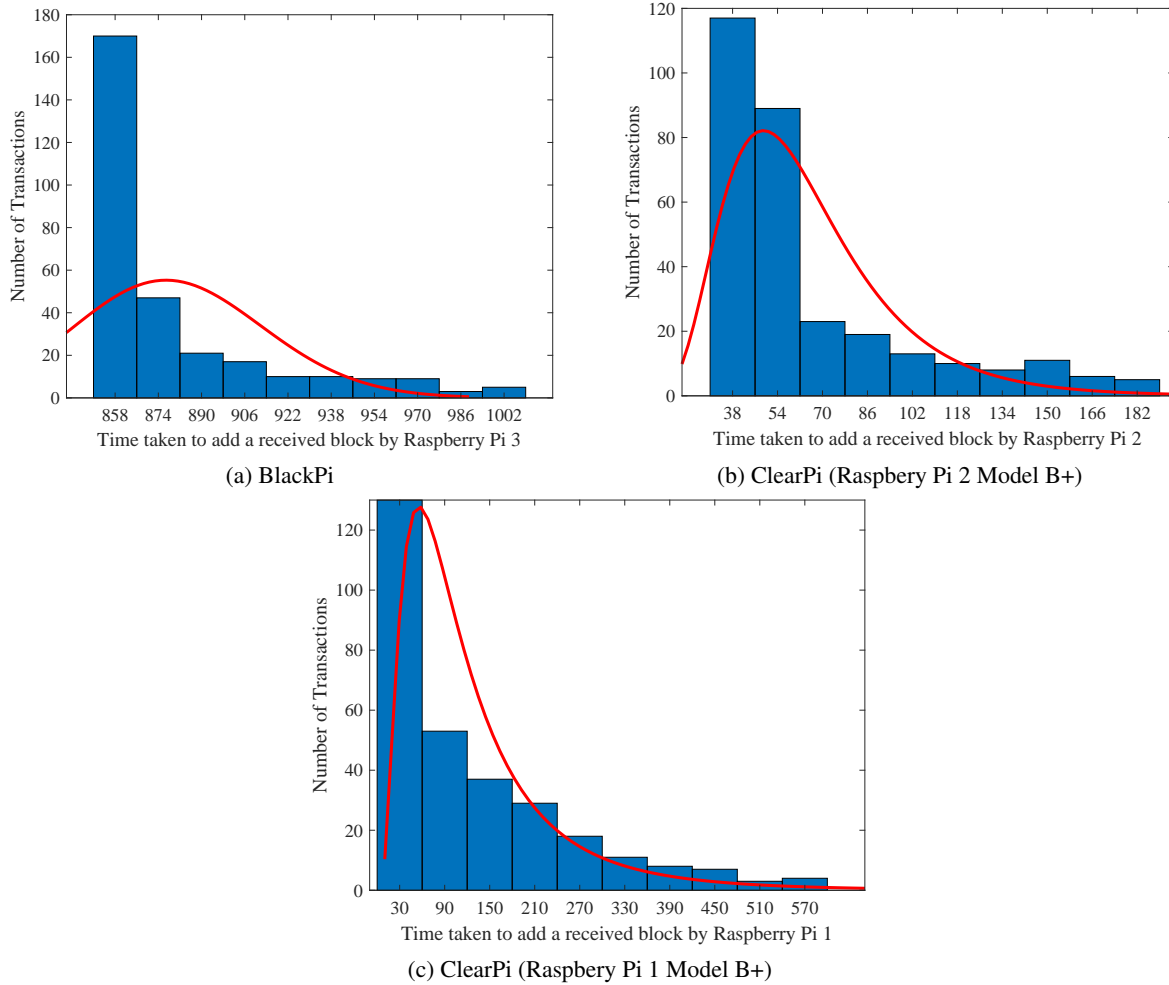 180
160
140
120
100
80
60
40
20
0
Number of Transactions
858 874 890 906 922 938 954 970 986 1002
Time taken to add a received block by Raspberry Pi 3
(a) BlackPi
120
100
80
60
40
20
0
Number of Transactions
38 54 70 86 102 118 134 150 166 182
Time taken to add a received block by Raspberry Pi 2
(b) ClearPi (Raspbery Pi 2 Model B+)
120
100
80
60
40
20
0
Number of Transactions
30 90 150 210 270 330 390 450 510 570
Time taken to add a received block by Raspberry Pi 1
(c) ClearPi (Raspbery Pi 1 Model B+)